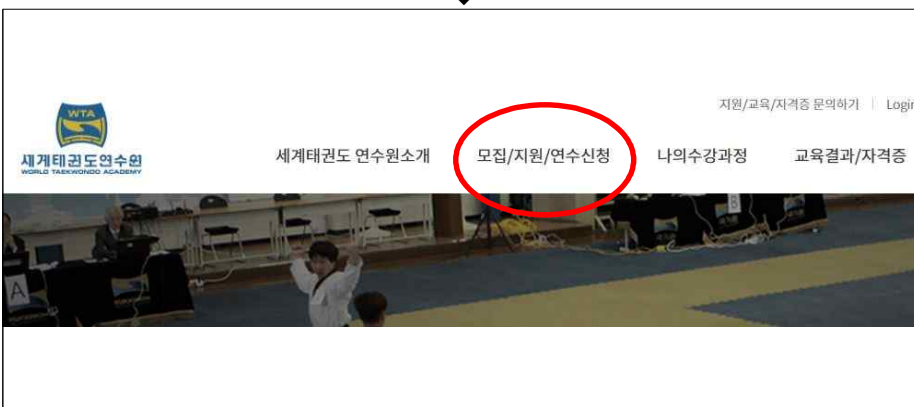 지원/교육/자격증 문의하기 | Login
WTA
세계태권도연수원
WORLD TAEKWONDO ACADEMY
세계태권도 연수원소개 모집/지원/연수신청 나의수강과정 교육결과/자격증
A
B